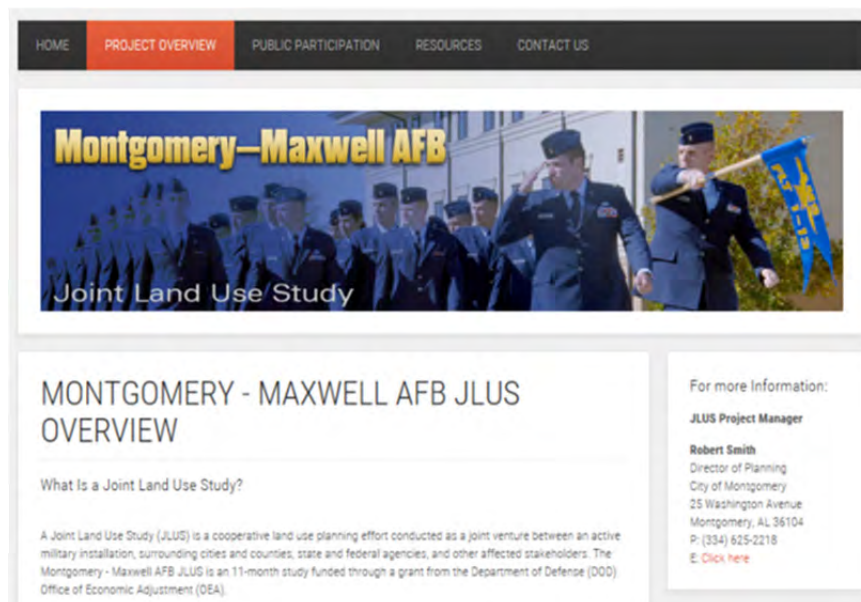 HOME PROJECT OVERVIEW PUBLIC PARTICIPATION RESOURCES CONTACT US
Montgomery–Maxwell AFB
Joint Land Use Study
MONTGOMERY - MAXWELL AFB JLUS
OVERVIEW
What Is a Joint Land Use Study?
A Joint Land Use Study (JLUS) is a cooperative land use planning effort conducted as a joint venture between an active
military installation, surrounding cities and counties, state and federal agencies, and other affected stakeholders. The
Montgomery - Maxwell AFB JLUS is an 11-month study funded through a grant from the Department of Defense (DOD)
Office of Economic Adjustment (OEA).
For more Information:
JLUS Project Manager
Robert Smith
Director of Planning
City of Montgomery
25 Washington Avenue
Montgomery, AL 36104
P: (334) 625-2218
E: Click here